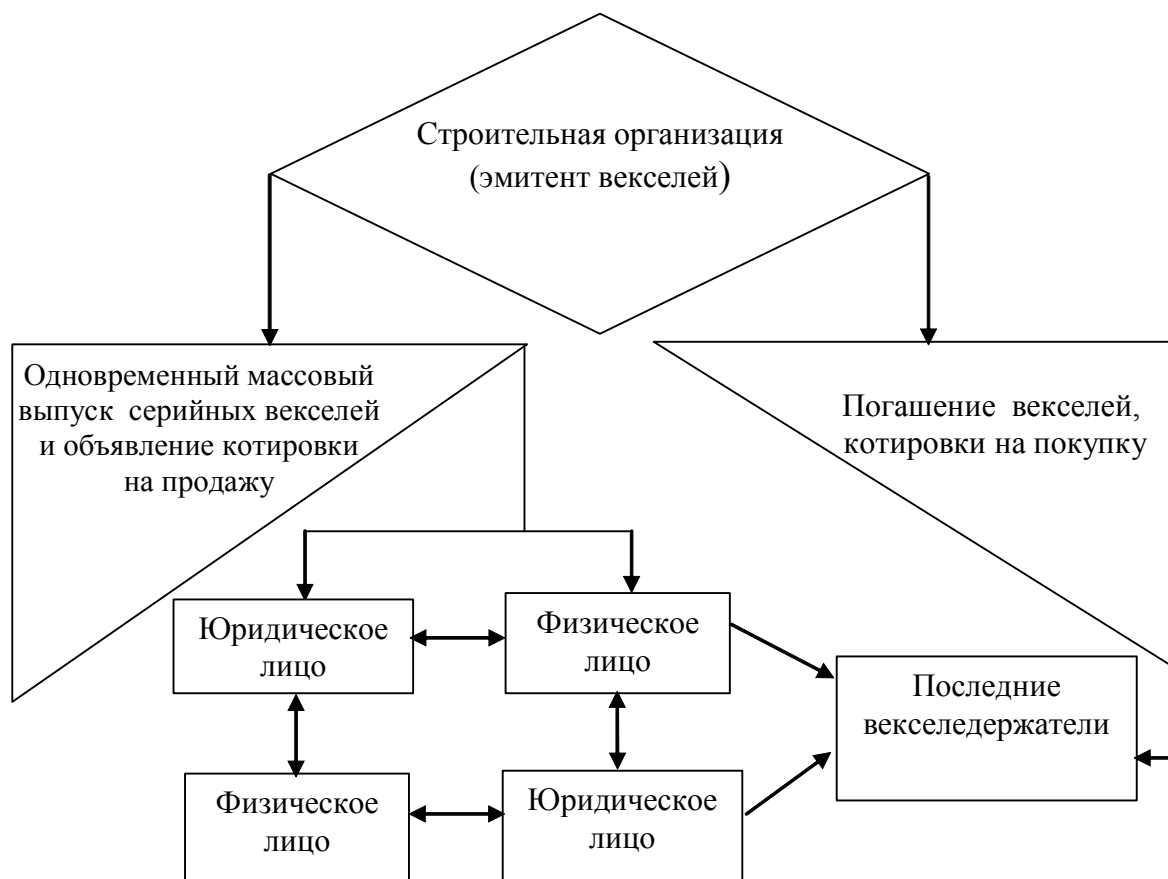 Строительная организация
(эмитент векселей)
Одновременный массовый
выпуск серийных векселей
и объявление котировки
на продажу
Погашение векселей,
котировки на покупку
Юридическое
лицо
Физическое
лицо
Последние
векселедержатели
Физическое
лицо
Юридическое
лицо